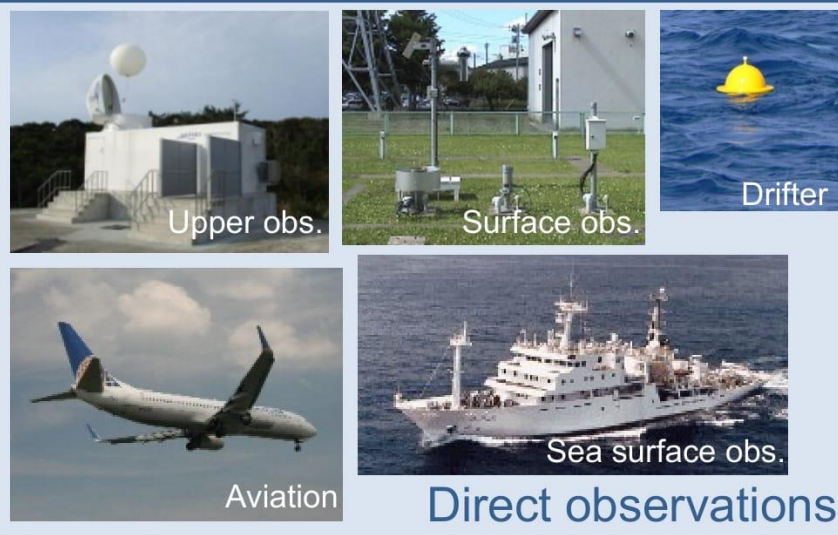 Upper obs.
Surface obs.
Drifter
Aviation
Sea surface obs.
Direct observations